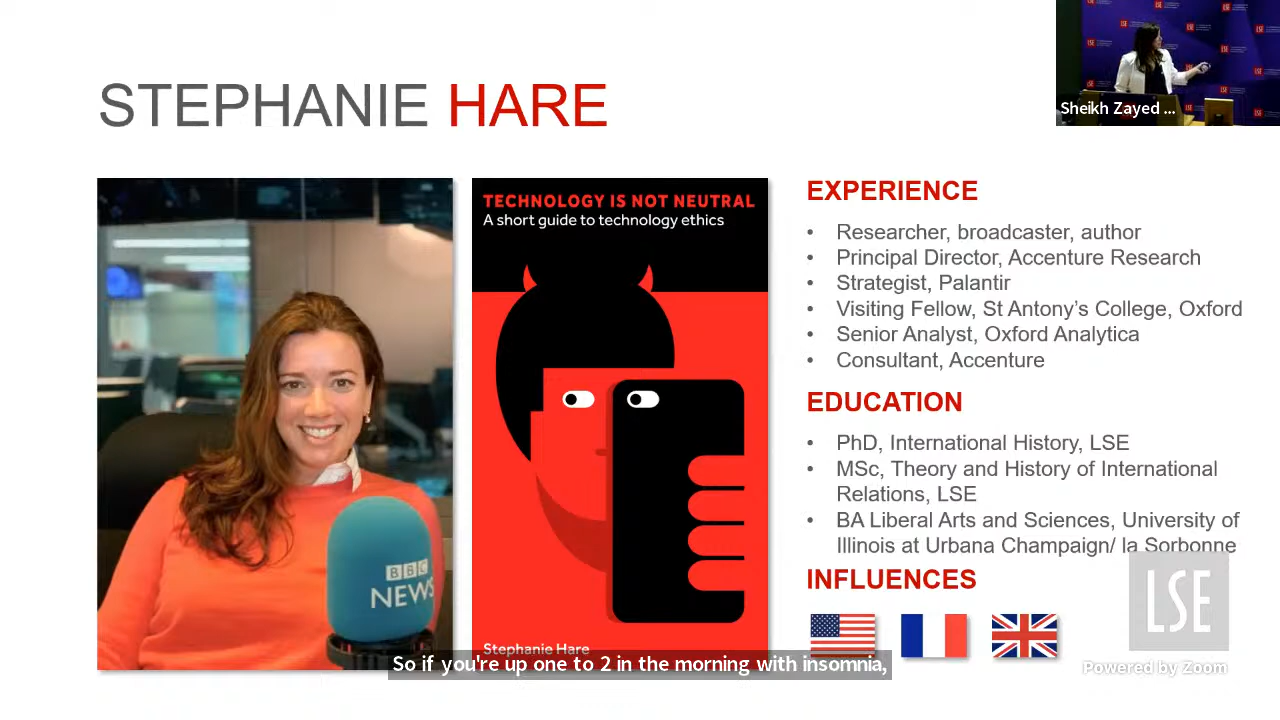 STEPHANIE HARE
Sheikh Zayed ...
TECHNOLOGY IS NOT NEUTRAL
A short guide to technology ethics
BBC
NEWS
Stephanie Hare
EXPERIENCE
• Researcher, broadcaster, author
• Principal Director, Accenture Research
• Strategist, Palantir
• Visiting Fellow, St Antony’s College, Oxford
• Senior Analyst, Oxford Analytica
• Consultant, Accenture
EDUCATION
• PhD, International History, LSE
• MSc, Theory and History of International
Relations, LSE
• BA Liberal Arts and Sciences, University of
Illinois at Urbana Champaign/ la Sorbonne
INFLUENCES
LSE
Powered by Zoom
So if you're up one to 2 in the morning with insomnia,